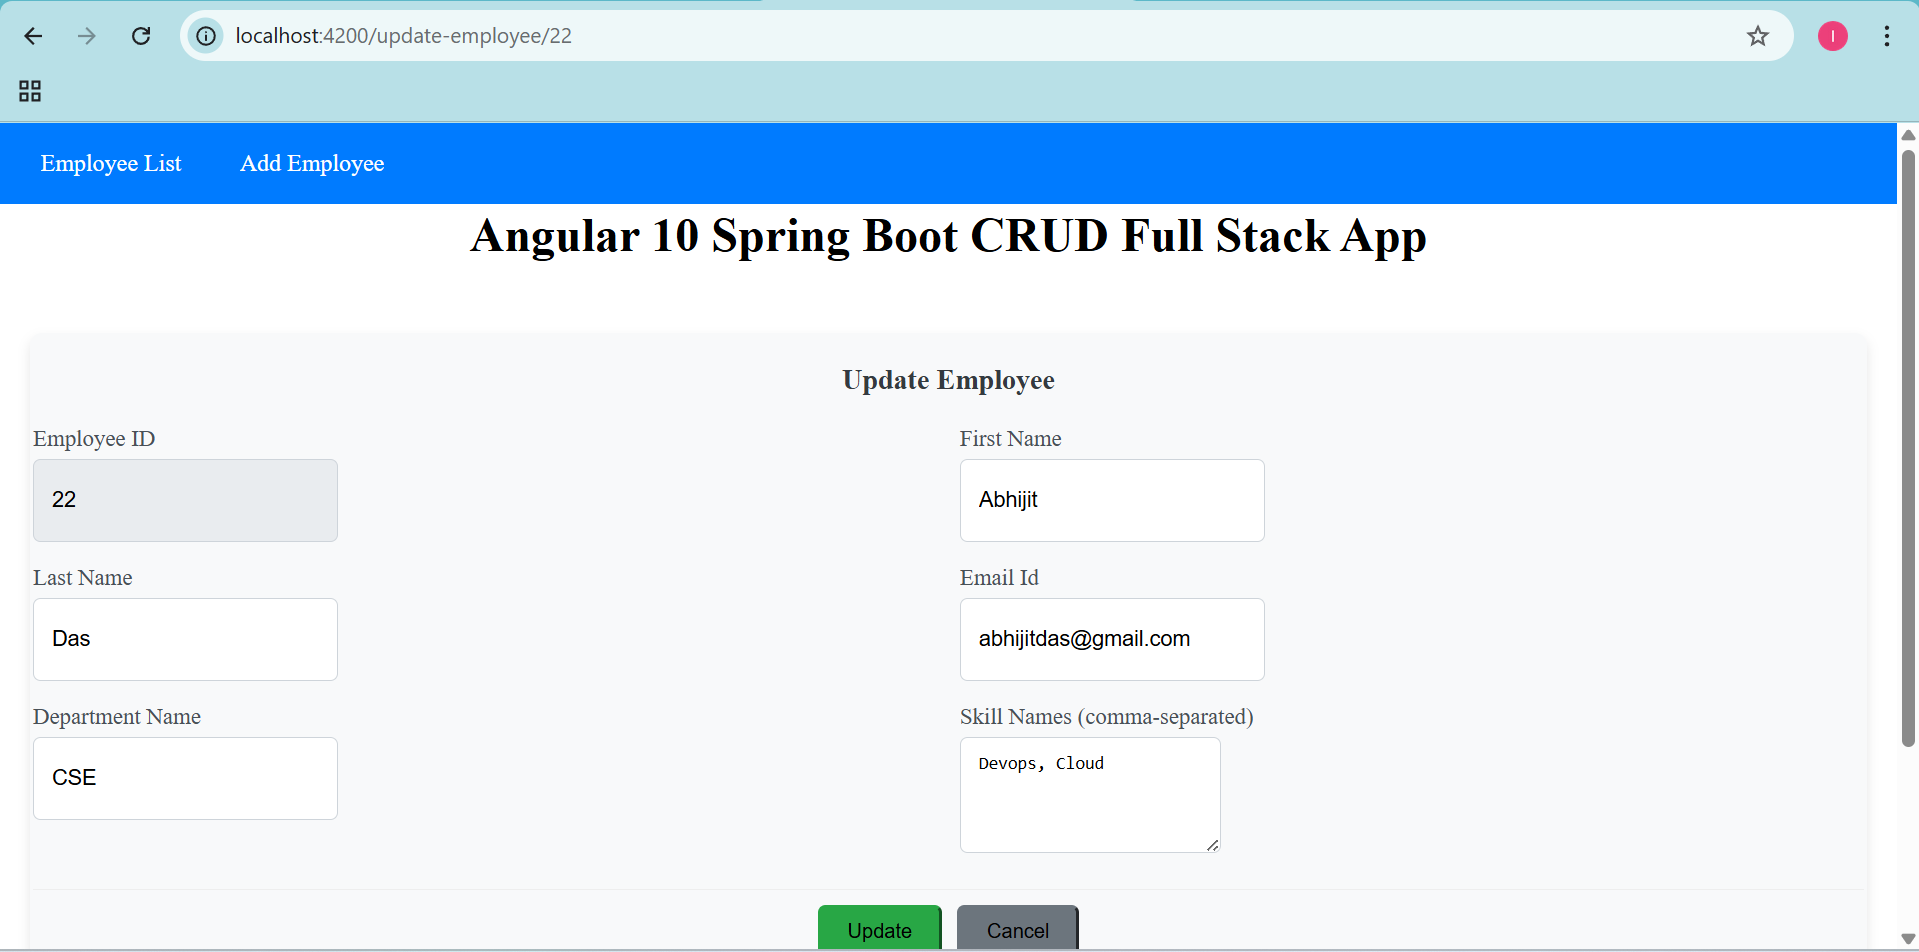 localhost:4200/update-employee/22
I
Employee List Add Employee
Angular 10 Spring Boot CRUD Full Stack App
Update Employee
Employee ID First Name
22 Abhijit
Last Name Email Id
Das abhijitdas@gmail.com
Department Name Skill Names (comma-separated)
CSE Devops, Cloud
Update Cancel